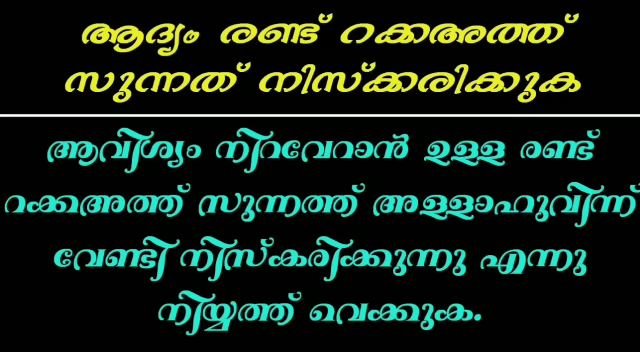 ആദ്യം രണ്ട് റക്കഅത്ത്
സുന്നത് നിസ്ക്കരിക്കുക
ആവിശ്യം നിറവേറാൻ ഉള്ള രണ്ട്
റക്കഅത്ത് സുന്നത്ത് അള്ളാഹുവിന്ന്
വേണ്ടി നിസ്കരിക്കുന്നു എന്നു
നിയ്യത്ത് വെക്കുക.